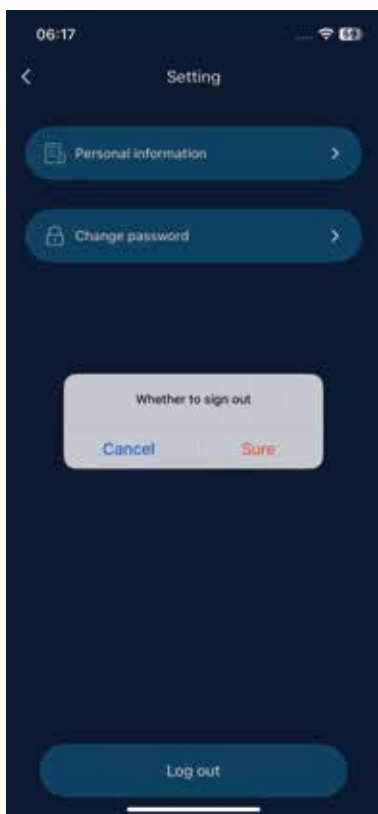 06:17
Setting
Personal information
Change password
Whether to sign out
Cancel
Sure
Log out